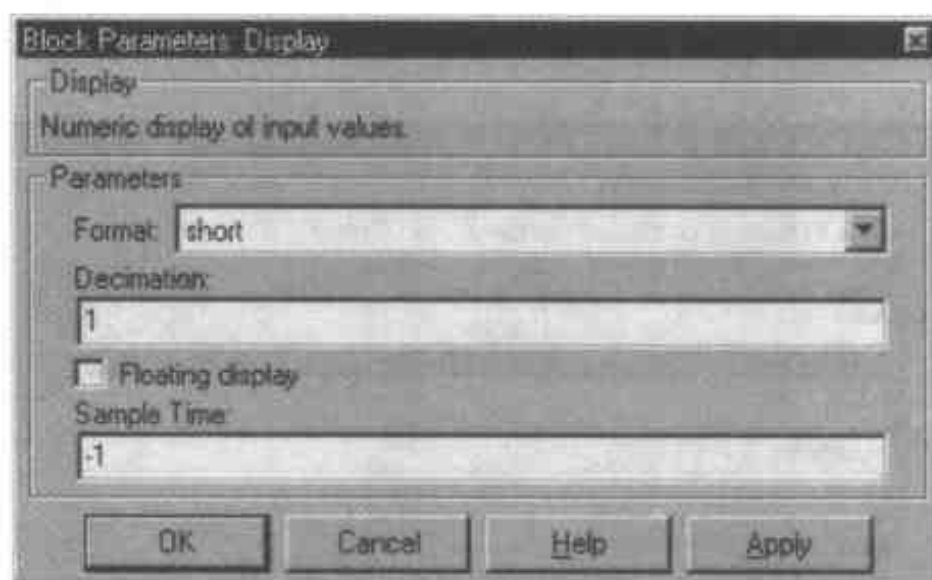 Block Parameters: Display
Display
Numeric display of input values.
Parameters
Format: short
Decimation:
1
Floating display
Sample Time:
-1
OK
Cancel
Help
Apply